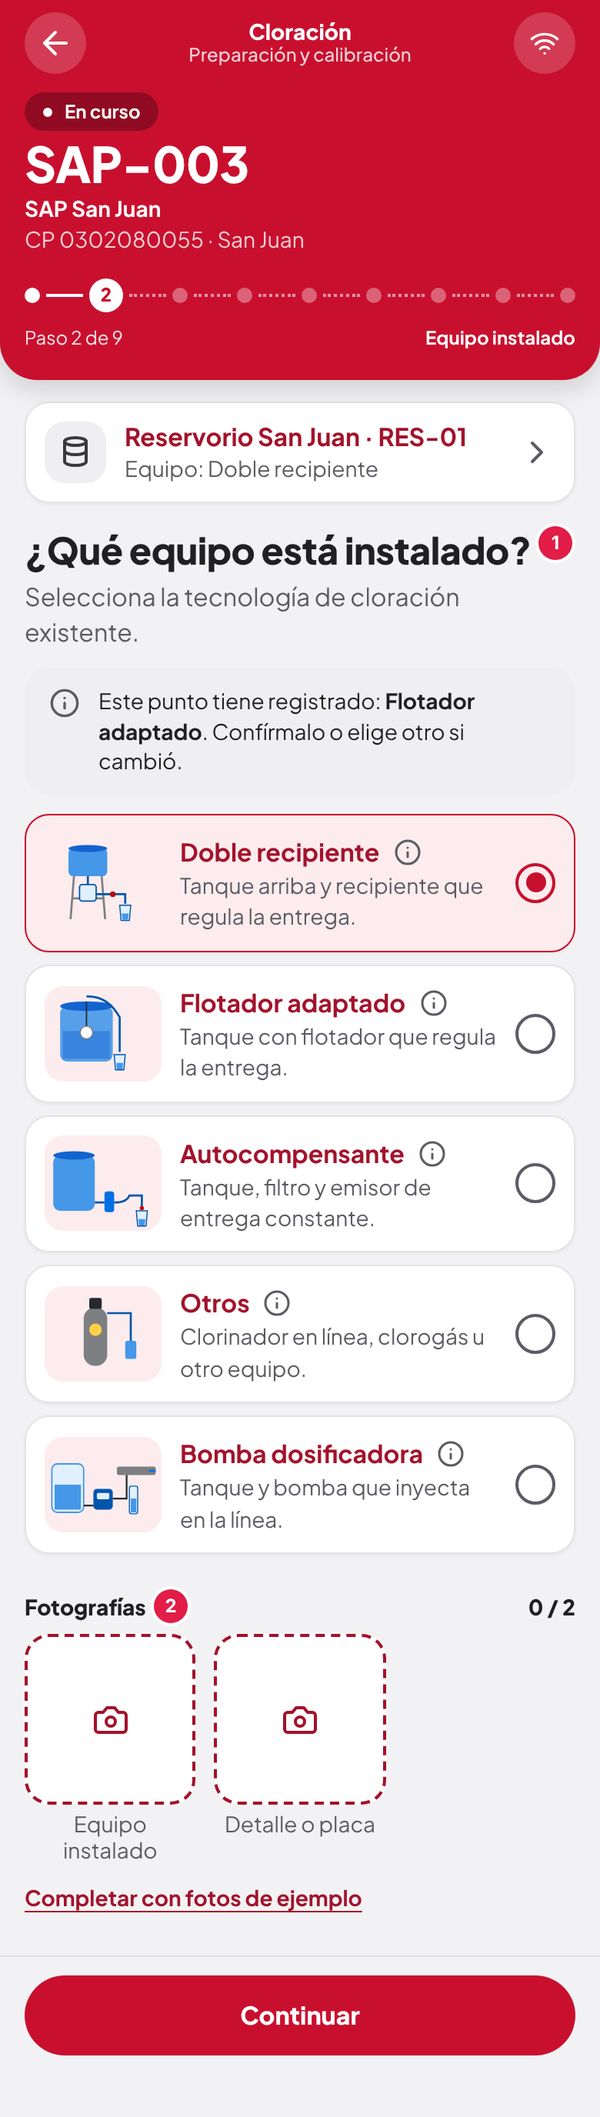 Cloración
Preparación y calibración
En curso
SAP-003
SAP San Juan
CP 0302080055 · San Juan
2
Paso 2 de 9
Equipo instalado
Reservorio San Juan · RES-01
Equipo: Doble recipiente
¿Qué equipo está instalado? 1
Selecciona la tecnología de cloración
existente.
Este punto tiene registrado: Flotador
adaptado. Confírmalo o elige otro si
cambió.
Doble recipiente
Tanque arriba y recipiente que
regula la entrega.
Flotador adaptado
Tanque con flotador que regula
la entrega.
Autocompensante
Tanque, filtro y emisor de
entrega constante.
Otros
Clorinador en línea, clorogás u
otro equipo.
Bomba dosificadora
Tanque y bomba que inyecta
en la línea.
Fotografías 2
0 / 2
Equipo
instalado
Detalle o placa
Completar con fotos de ejemplo
Continuar